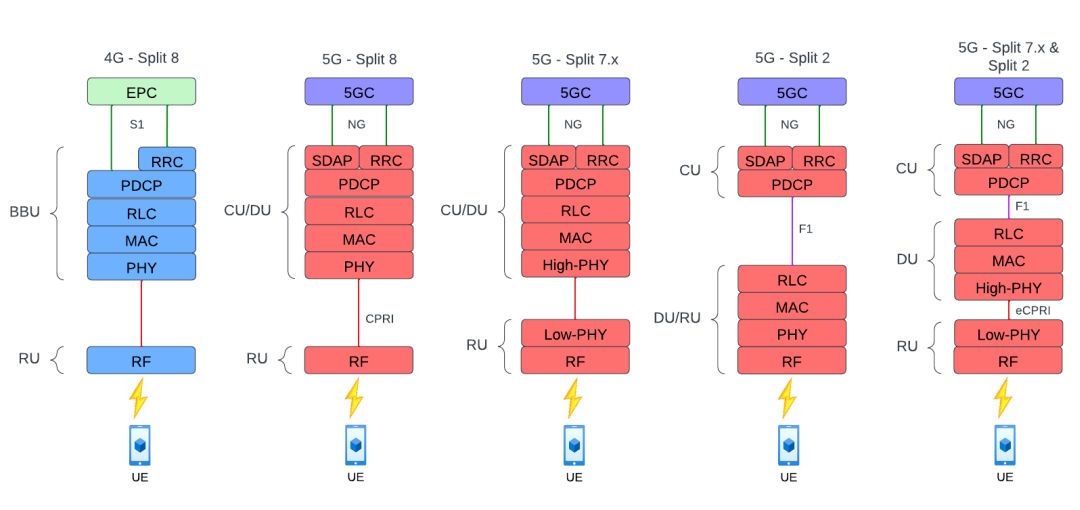 4G - Split 8
EPC
S1
RRC
PDCP
RLC
MAC
PHY
BBU
RU
RF
UE
5G - Split 8
5GC
NG
SDAP RRC
PDCP
RLC
MAC
PHY
CU/DU
CPRI
RU
RF
UE
5G - Split 7.x
5GC
NG
SDAP RRC
PDCP
RLC
MAC
High-PHY
CU/DU
Low-PHY
RF
RU
UE
5G - Split 2
5GC
NG
CU
SDAP RRC
PDCP
F1
RLC
MAC
PHY
RF
DU/RU
UE
5G - Split 7.x &
Split 2
5GC
NG
CU
SDAP RRC
PDCP
F1
RLC
MAC
High-PHY
DU
eCPRI
Low-PHY
RF
RU
UE